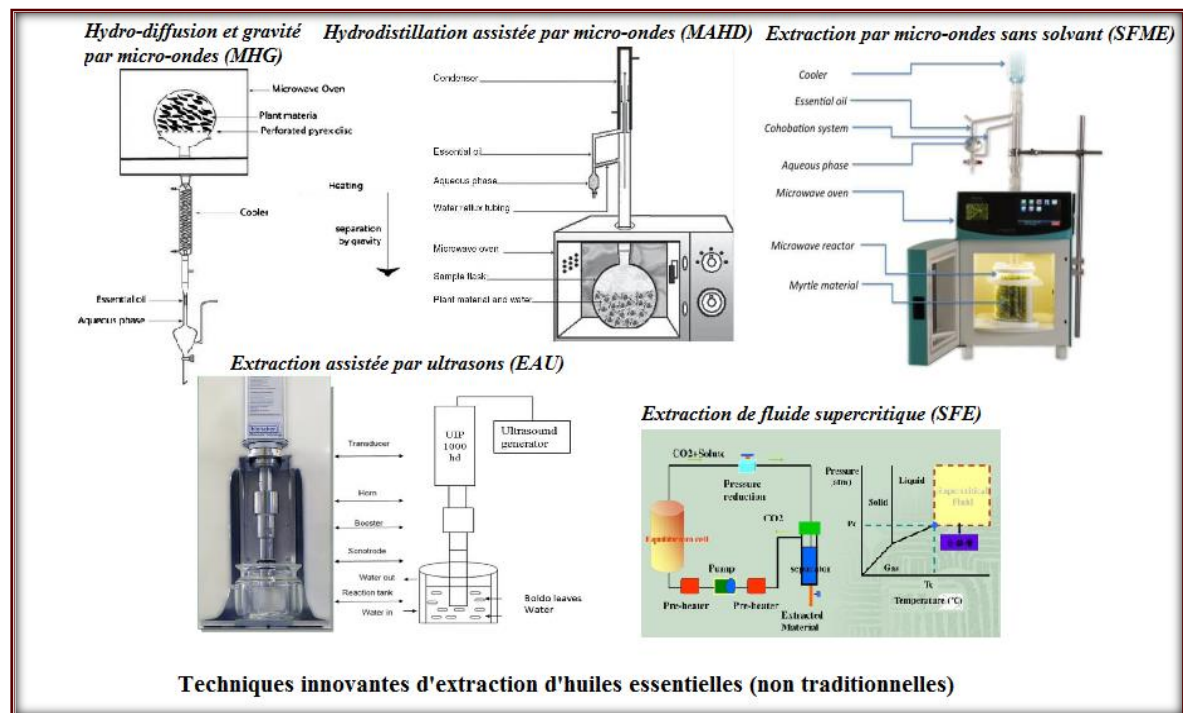 Hydro-diffusion et gravité
par micro-ondes (MHG)
Microwave Oven
Plant materia
Perforated pyrex disc
Cooler
Essential oil
Aqueous phase
Heating
separation
by gravity
Hydrodistillation assistée par micro-ondes (MAHD)
Condensor
Essential oil
Aqueous phase
Water reflux tubing
Microwave oven
Sample flask
Plant material and water
Extraction par micro-ondes sans solvant (SFME)
Cooler
Essential oil
Cohobation system
Aqueous phase
Microwave oven
Microwave reactor
Myrtle material
Extraction assistée par ultrasons (EAU)
Transducer
Horn
Booster
Sonotrode
Water out
Reaction tank
Water in
UIP
1000
hd
Ultrasound
generator
Boldo leaves
Water
Extraction de fluide supercritique (SFE)
CO2+Solute
Pressure
reduction
CO2
Equilibrium cell
Pump
separator
Pre-heater
Pre-heater
Extracted
Material
Pressure
(atm)
Liquid
Solid
Supercritical
Fluid
Pc
Gas
Tc
Temperature (°C)
Techniques innovantes d'extraction d'huiles essentielles (non traditionnelles)